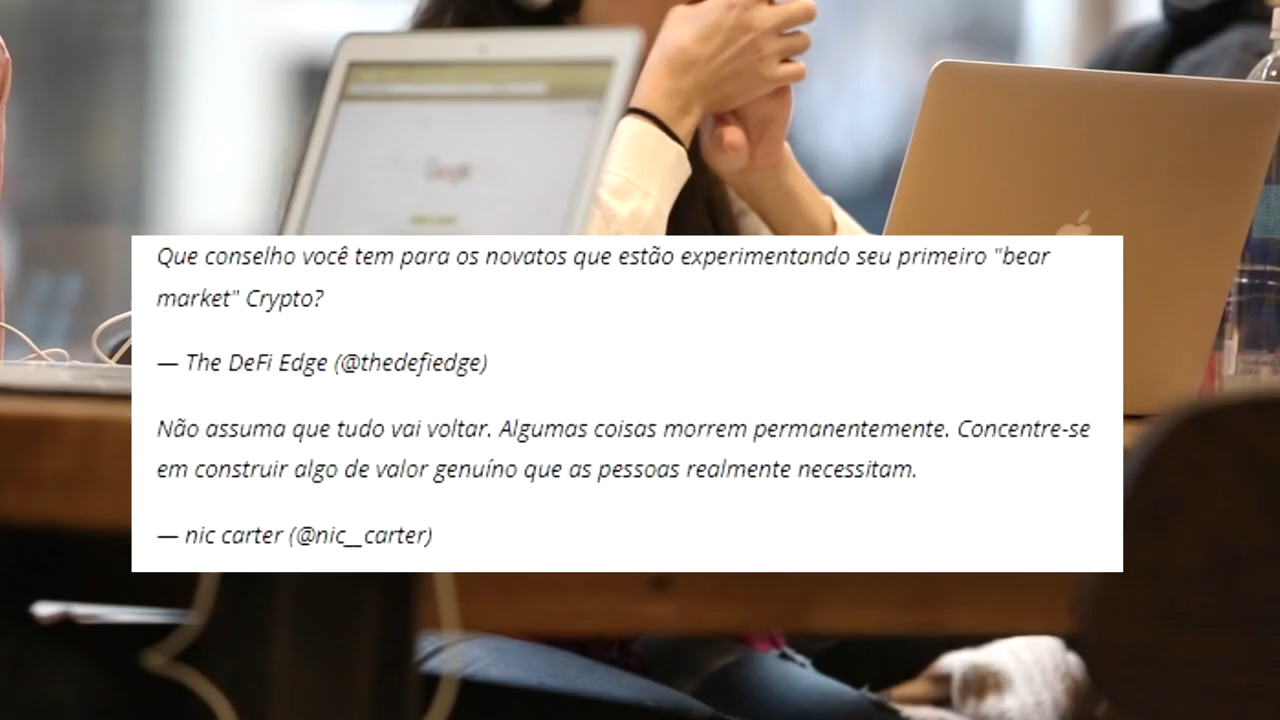 Google
Que conselho você tem para os novatos que estão experimentando seu primeiro "bear
market" Crypto?
— The DeFi Edge (@thedefiedge)
Não assuma que tudo vai voltar. Algumas coisas morrem permanentemente. Concentre-se
em construir algo de valor genuíno que as pessoas realmente necessitam.
— nic carter (@nic__carter)